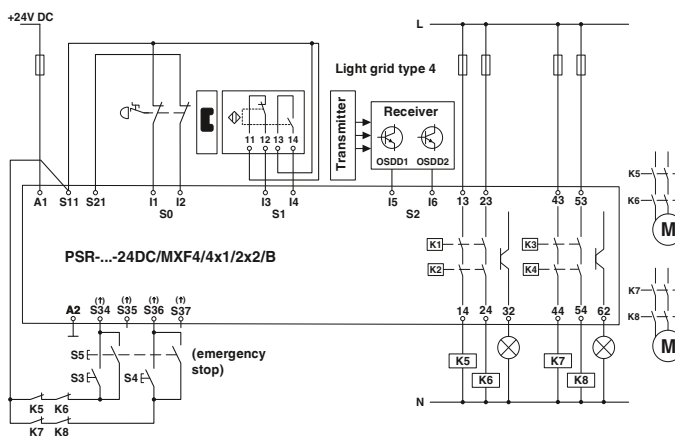 +24V DC
L
Light grid type 4
Transmitter
Receiver
OSDD1 OSDD2
11 12 13 14
A1 S11 S21 I1 I2 I3 I4 I5 I6 13 23 43 53
S0 S1 S2
K5
K6
M
K1 K3
K2 K4
PSR-...-24DC/MXF4/4x1/2x2/B
K7
K8
M
(↑) (↑) (↑) (↑)
A2 S34 S35 S36 S37 14 24 32 44 54 62
S5 (emergency
stop)
S3 S4
K5 K7
K6 K8
K5 K6
N
K7 K8